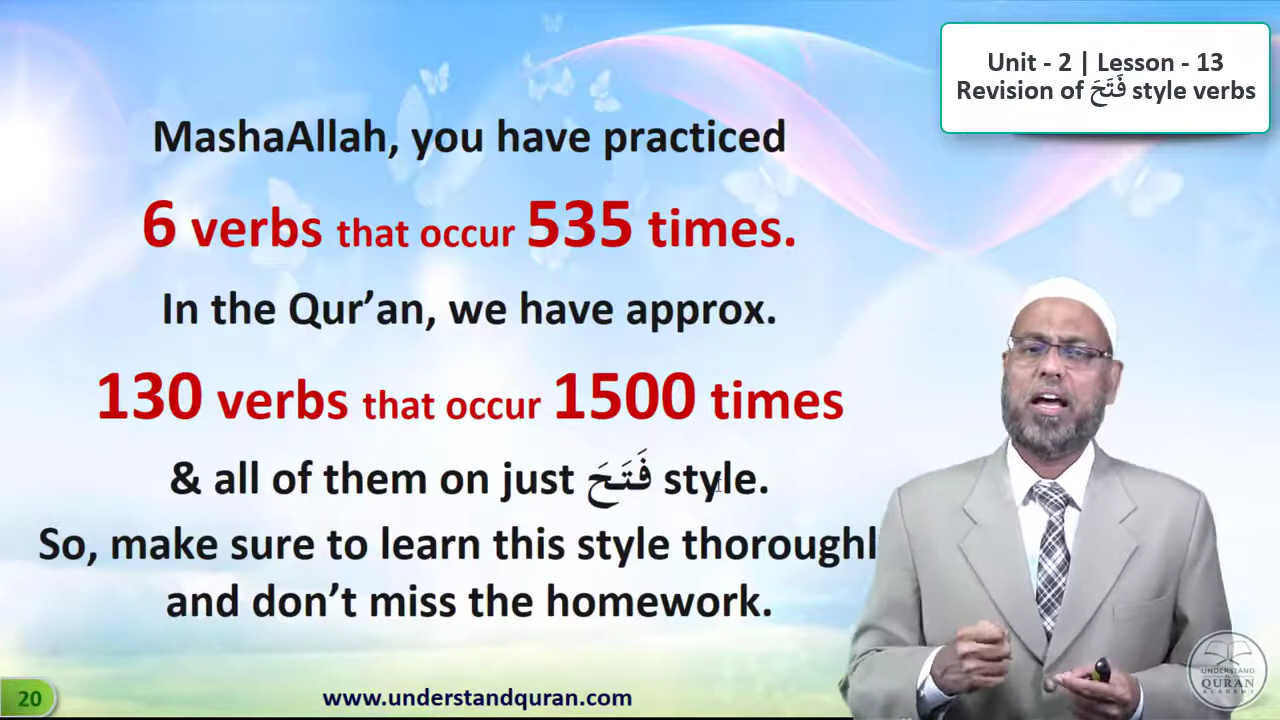 Unit - 2 | Lesson - 13
Revision of فَتَحَ style verbs
MashaAllah, you have practiced
6 verbs that occur 535 times.
In the Qur’an, we have approx.
130 verbs that occur 1500 times
& all of them on just فَتَحَ style.
So, make sure to learn this style thoroughl
and don’t miss the homework.
20
www.understandquran.com
UNDERSTAND
QURAN
ACADEMY